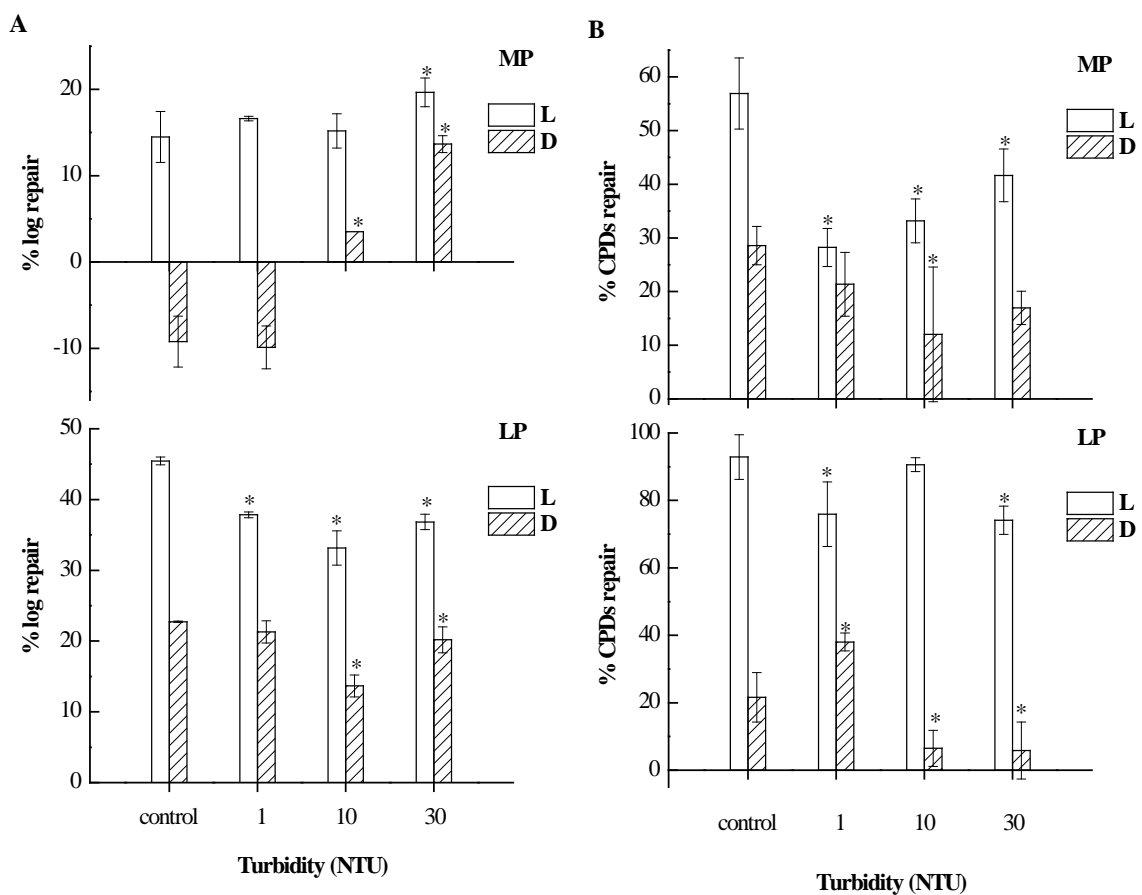 A
MP
L
D
% log repair
20
10
0
-10
*
*
*
LP
L
D
% log repair
50
40
30
20
10
0
*
*
*
*
*
control 1 10 30
Turbidity (NTU)
B
MP
L
D
% CPDs repair
60
50
40
30
20
10
0
*
*
*
*
LP
L
D
% CPDs repair
100
80
60
40
20
0
*
*
*
*
*
control 1 10 30
Turbidity (NTU)